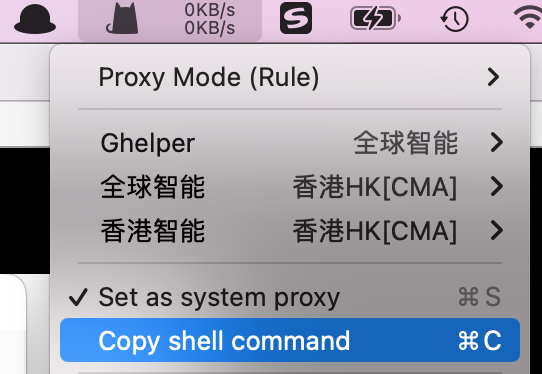 0KB/s
0KB/s
S
Proxy Mode (Rule)
Ghelper 全球智能
全球智能 香港HK[CMA]
香港智能 香港HK[CMA]
Set as system proxy ⌘ S
Copy shell command ⌘ C